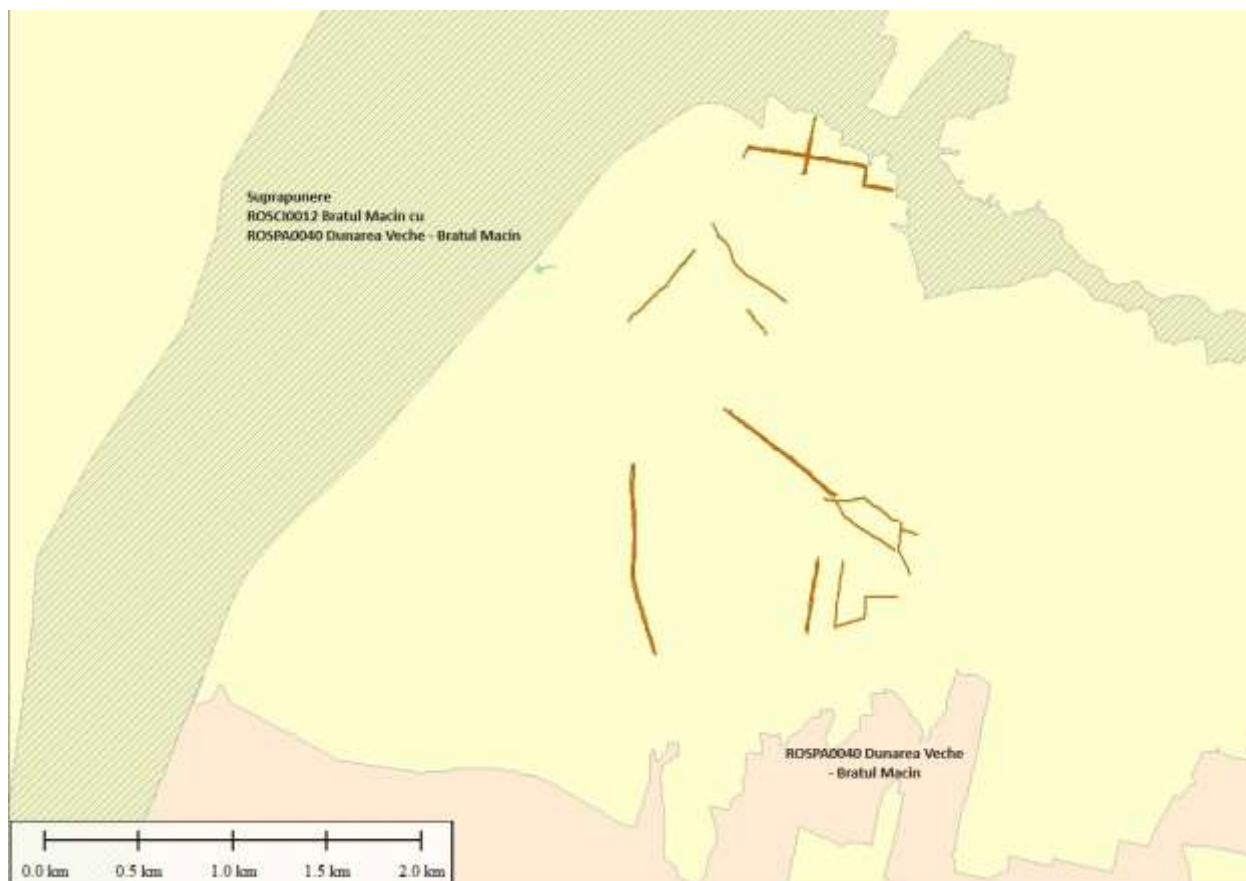 Suprapunere
ROSCI0012 Bratul Macin cu
ROSPA0040 Dunarea Veche - Bratul Macin
ROSPA0040 Dunarea Veche
- Bratul Macin
0.0 km 0.5 km 1.0 km 1.5 km 2.0 km